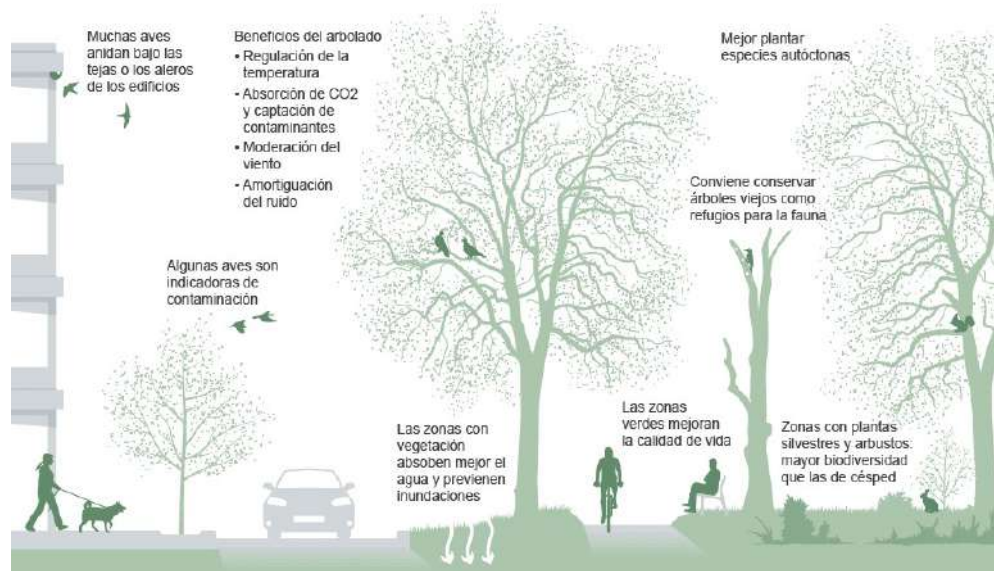 Muchas aves
anidan bajo las
tejas o los aleros
de los edificios
Beneficios del arbolado
• Regulación de la
temperatura
- Absorción de CO2
y captación de
contaminantes
• Moderación del
viento
- Amortiguación
del ruido
Mejor plantar
especies autóctonas
Conviene conservar
árboles viejos como
refugios para la fauna
Algunas aves son
indicadoras de
contaminación
Las zonas con
vegetación
absoben mejor el
agua y previenen
inundaciones
Las zonas
verdes mejoran
la calidad de vida
Zonas con plantas
silvestres y arbustos:
mayor biodiversidad
que las de césped